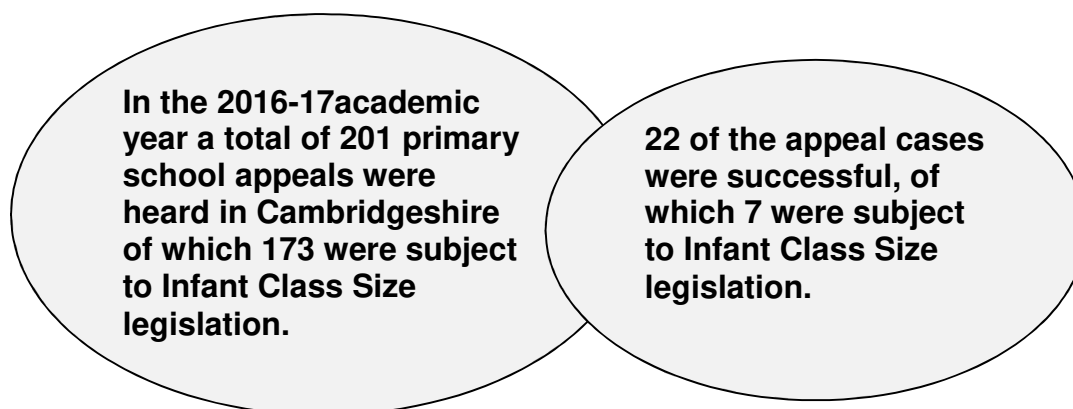 In the 2016-17academic
year a total of 201 primary
school appeals were
heard in Cambridgeshire
of which 173 were subject
to Infant Class Size
legislation.
22 of the appeal cases
were successful, of
which 7 were subject
to Infant Class Size
legislation.